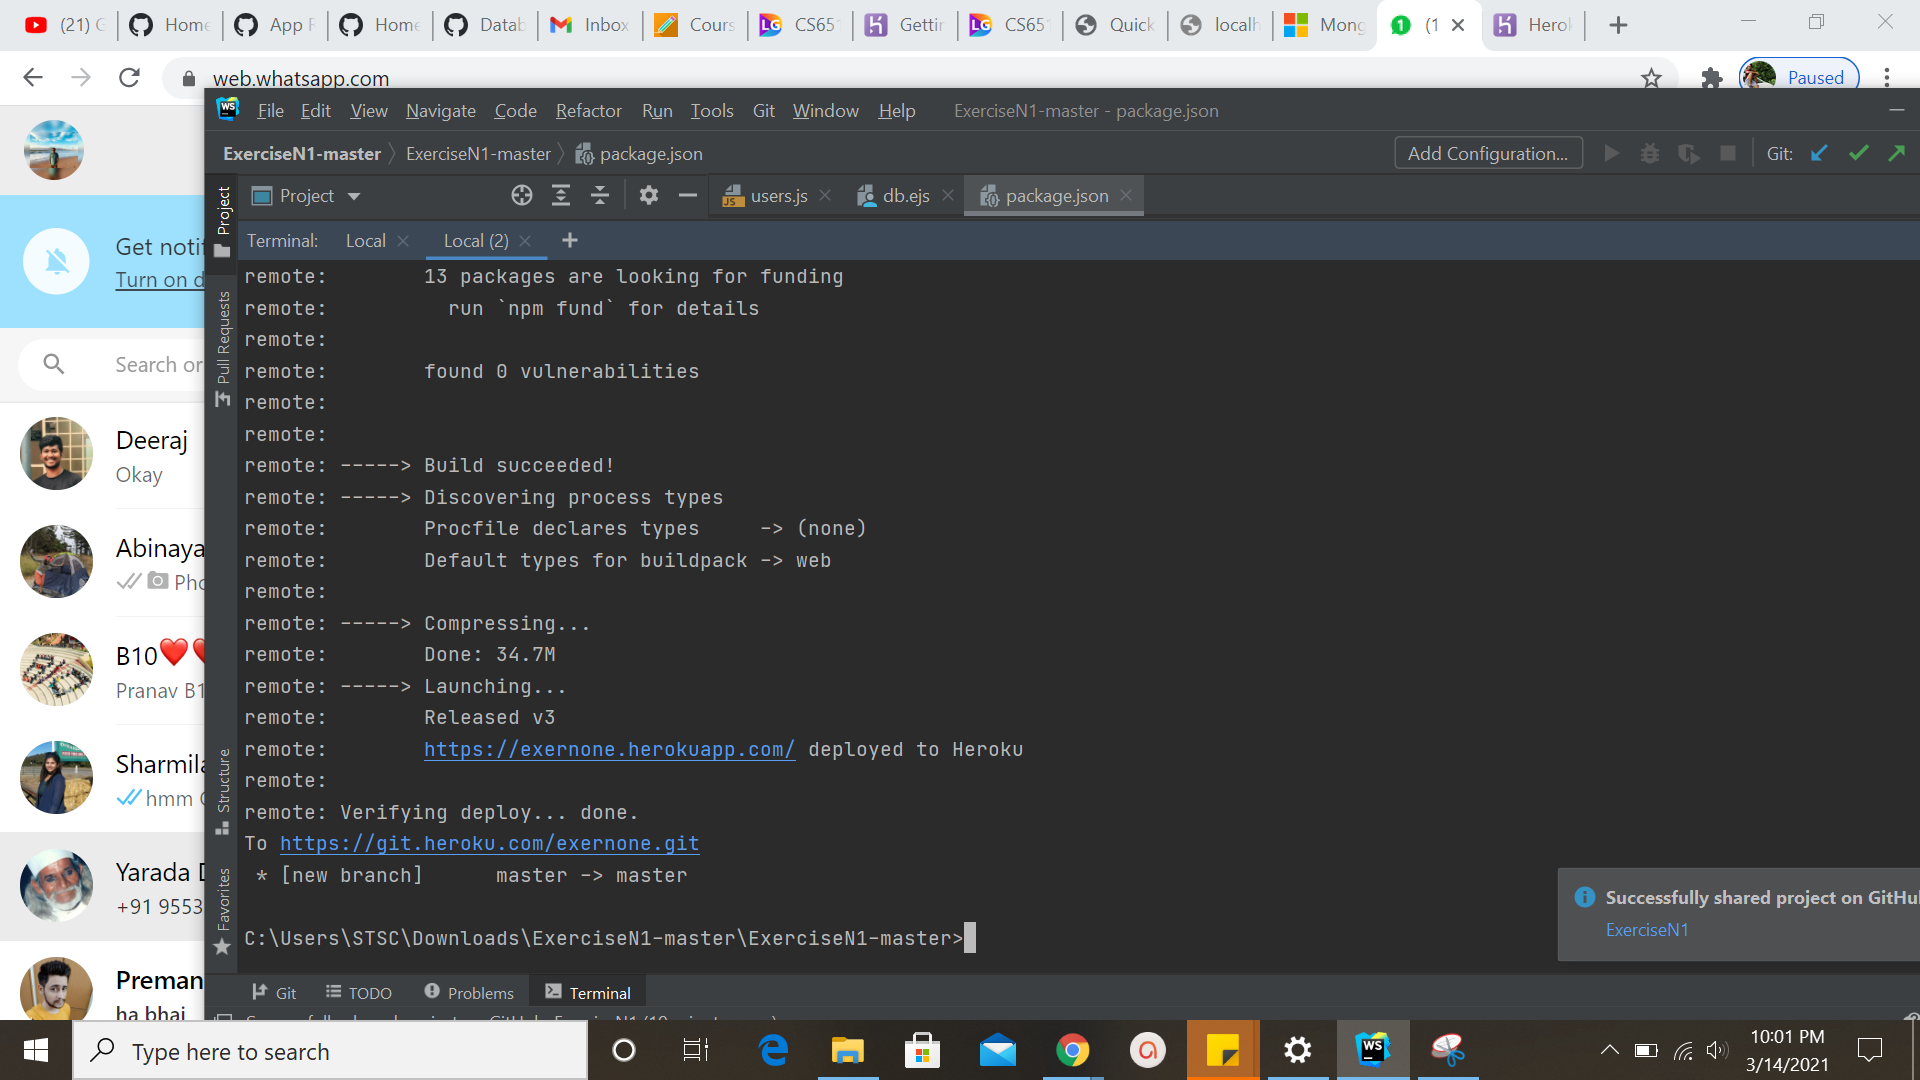 (21) G
Home
App F
Home
Datab
Inbox
Cours
CS651
Gettin
CS651
Quick
localh
Mong
(1
Herok
web.whatsapp.com
Paused
File Edit View Navigate Code Refactor Run Tools Git Window Help ExerciseN1-master - package.json
ExerciseN1-master ExerciseN1-master package.json
Add Configuration... Git:
Project
users.js
db.ejs
package.json
Terminal: Local Local (2)
remote: 13 packages are looking for funding
remote: run `npm fund` for details
remote:
remote: found 0 vulnerabilities
remote:
remote:
remote: -----> Build succeeded!
remote: -----> Discovering process types
remote: Procfile declares types -> (none)
remote: Default types for buildpack -> web
remote:
remote: -----> Compressing...
remote: Done: 34.7M
remote: -----> Launching...
remote: Released v3
remote: https://exernone.herokuapp.com/ deployed to Heroku
remote:
remote: Verifying deploy... done.
To https://git.heroku.com/exernone.git
* [new branch] master -> master
C:\Users\STSC\Downloads\ExerciseN1-master\ExerciseN1-master>
Project
Pull Requests
Structure
Favorites
Get notif
Turn on d
Search or
Deeraj
Okay
Abinaya
Pho
B10❤️
Pranav B1
Sharmila
hmm
Yarada D
+91 9553
Preman
ha bhai
Successfully shared project on GitHu
ExerciseN1
Git TODO Problems Terminal
Type here to search
10:01 PM
3/14/2021